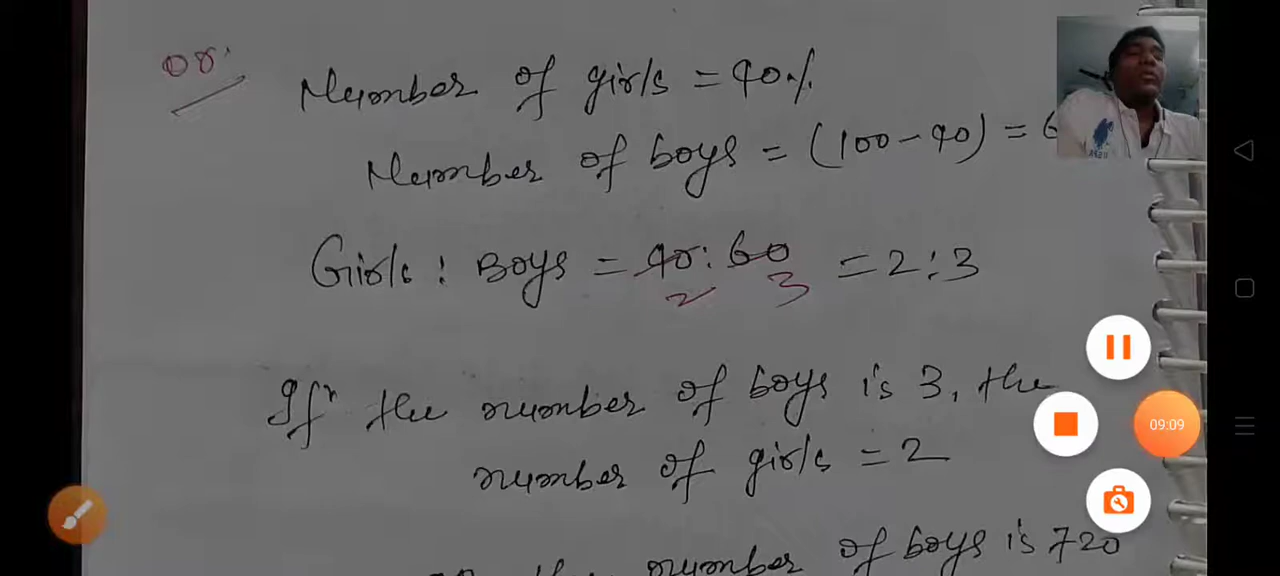 08.
Number of girls = 40%
Number of boys = (100-40) = 6
Girls : Boys = 40 : 60 = 2 : 3
2 3
If the number of boys is 3, the
09:09
number of girls = 2
number of boys is 720